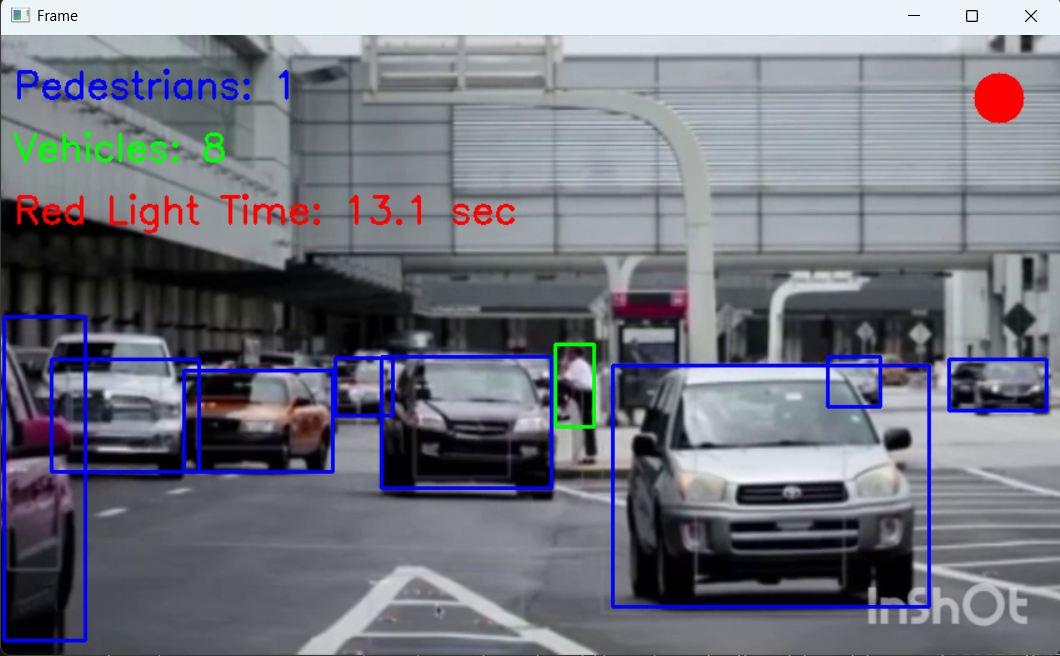 Frame
Pedestrians: 1
Vehicles: 8
Red Light Time: 13.1 sec
InShOt